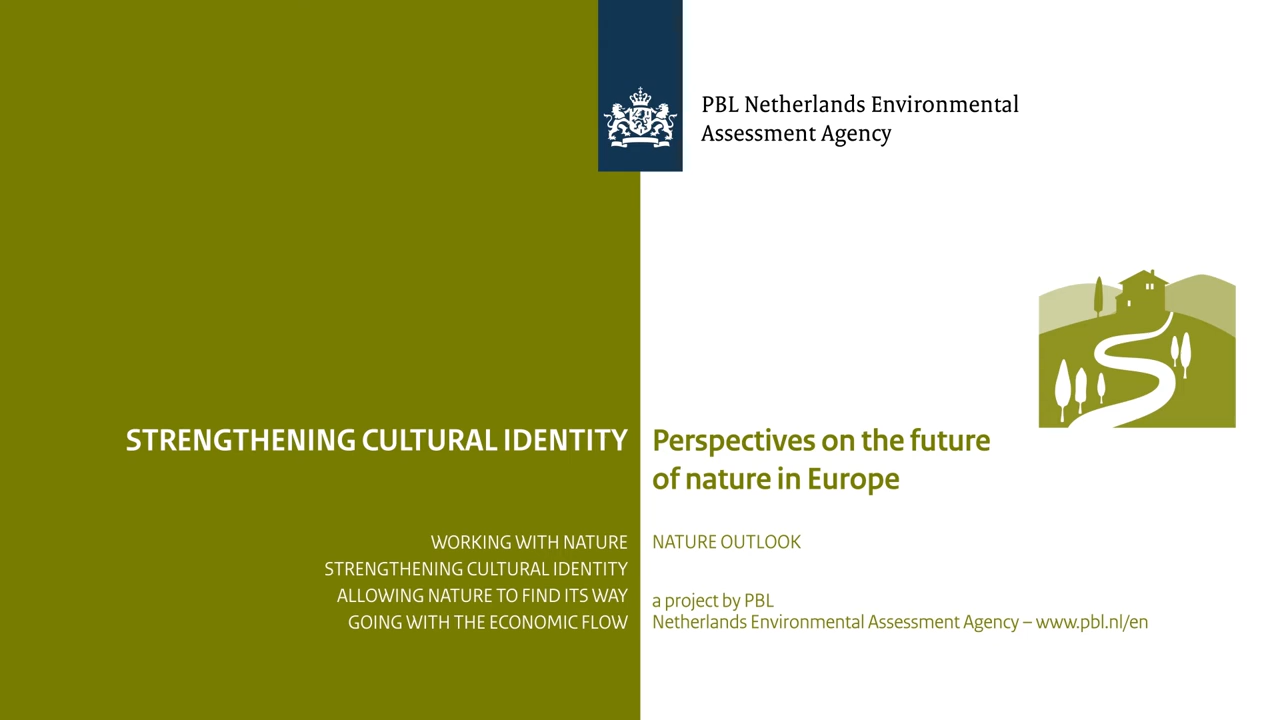 PBL Netherlands Environmental
Assessment Agency
STRENGTHENING CULTURAL IDENTITY
Perspectives on the future
of nature in Europe
WORKING WITH NATURE
STRENGTHENING CULTURAL IDENTITY
ALLOWING NATURE TO FIND ITS WAY
GOING WITH THE ECONOMIC FLOW
NATURE OUTLOOK
a project by PBL
Netherlands Environmental Assessment Agency – www.pbl.nl/en